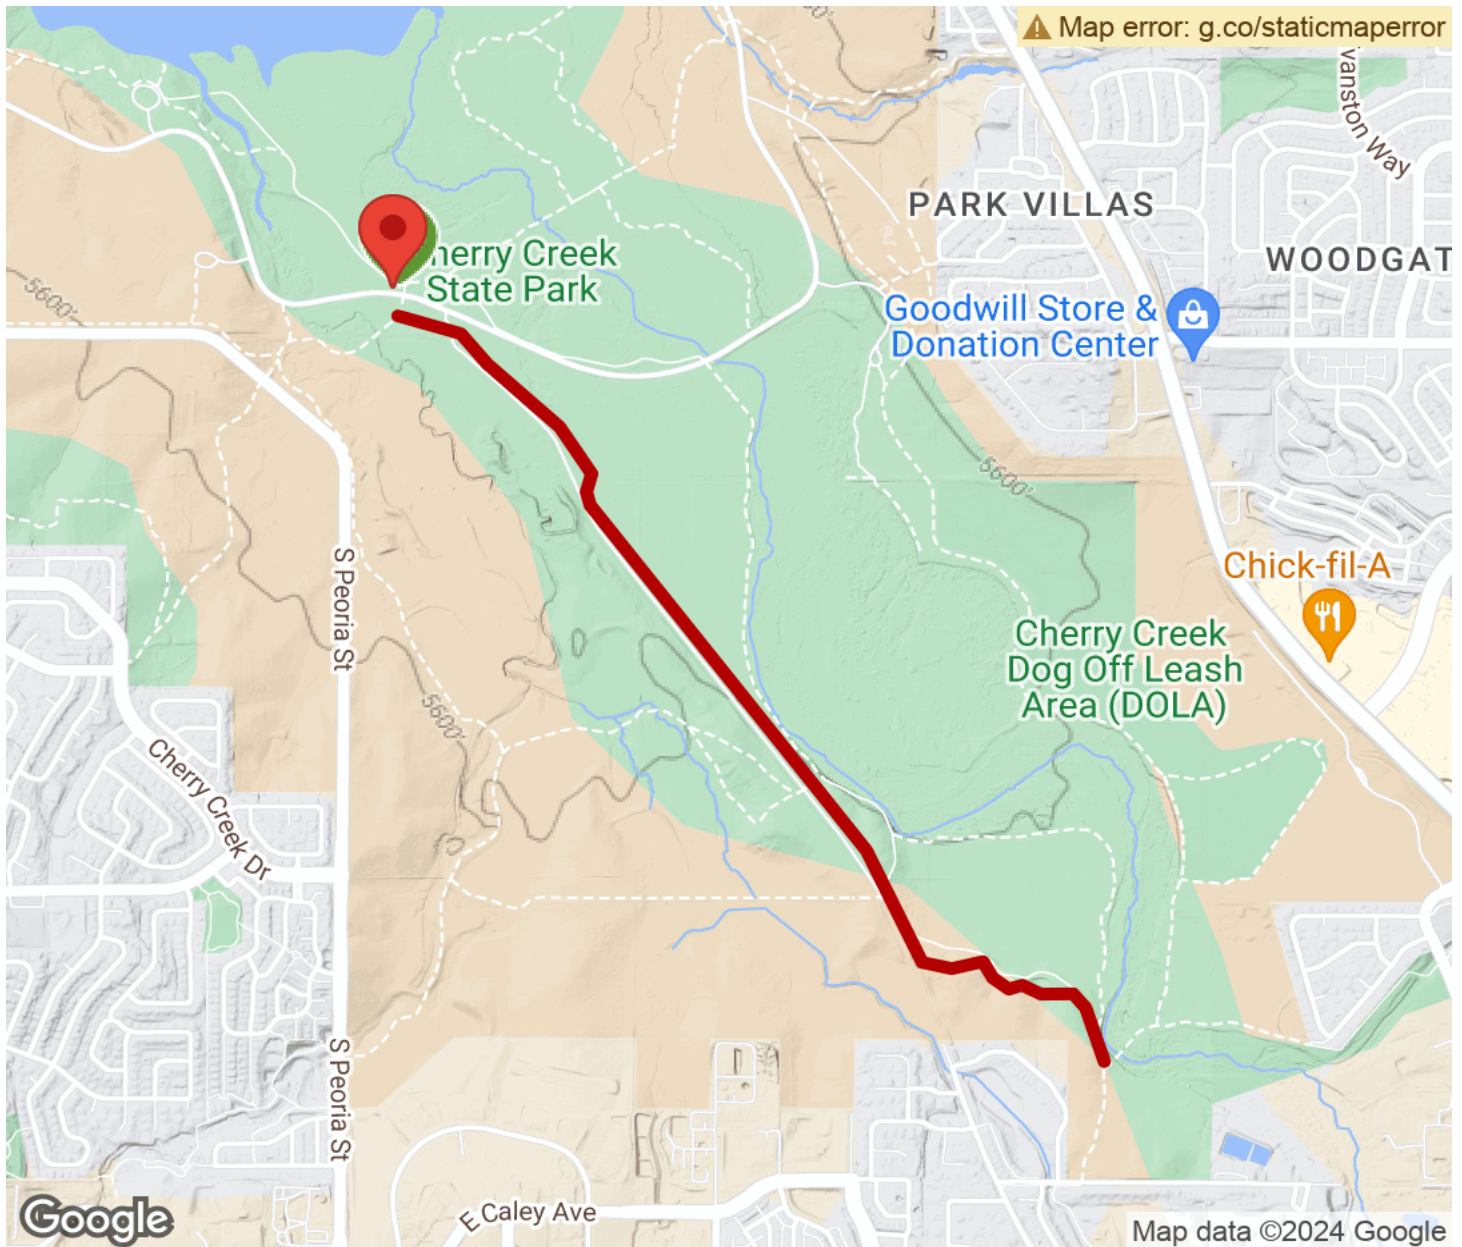 Map error: g.co/staticmaperror
vanston Way
PARK VILLAS
WOODGAT
herry Creek
State Park
Goodwill Store &
Donation Center
5600'
5600'
S Peoria St
Chick-fil-A
Cherry Creek
Dog Off Leash
Area (DOLA)
5600'
Cherry Creek Dr
S Peoria St
E Caley Ave
Google
Map data ©2024 Google